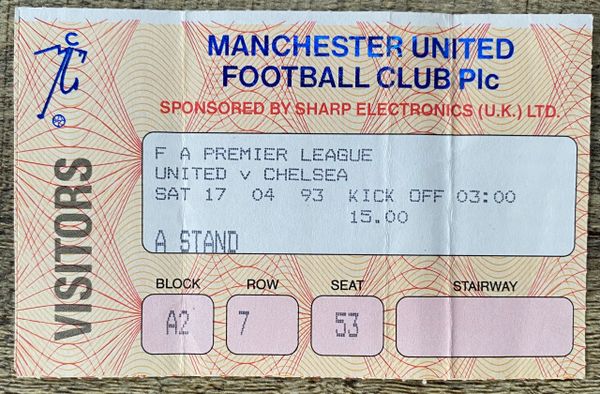 MANCHESTER UNITED
FOOTBALL CLUB Plc
SPONSORED BY SHARP ELECTRONICS (U.K.) LTD.
VISITORS
F A PREMIER LEAGUE
UNITED v CHELSEA
SAT 17 04 93 KICK OFF 03:00
15.00
A STAND
BLOCK ROW SEAT STAIRWAY
A2 7 53